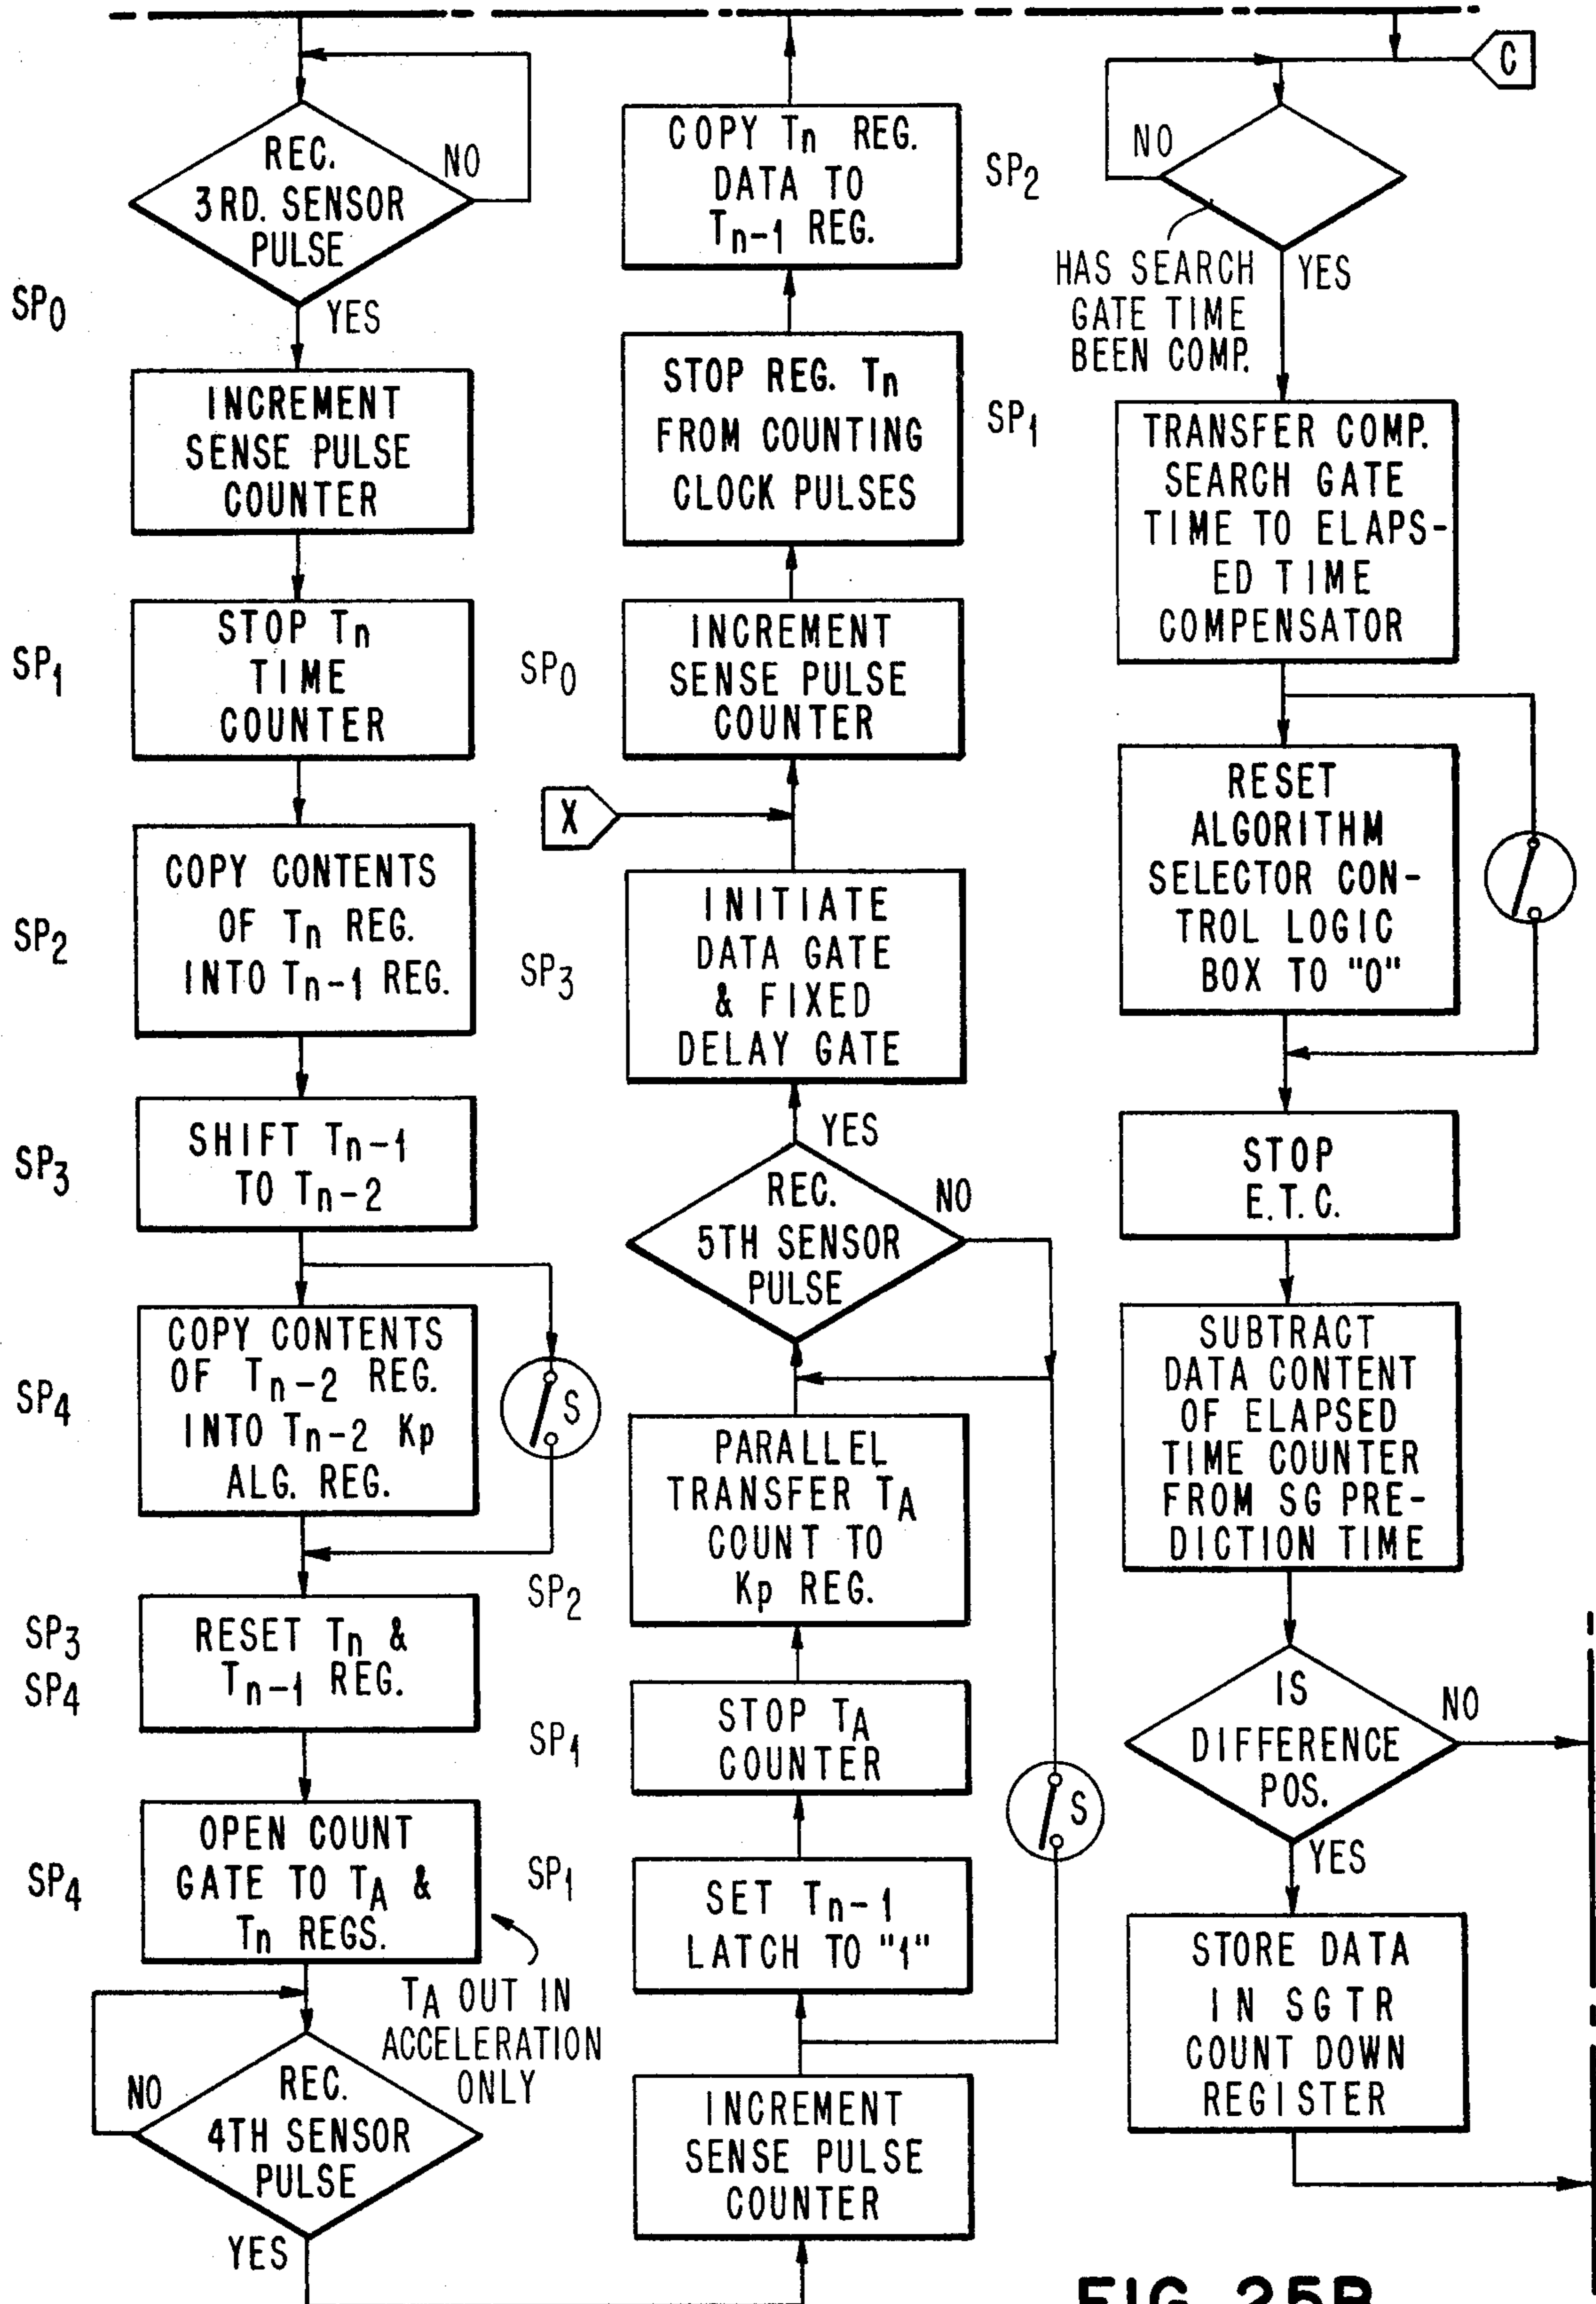 REC.
3RD. SENSOR
PULSE
NO
YES
SP0
INCREMENT
SENSE PULSE
COUNTER
SP1
STOP Tn
TIME
COUNTER
SP2
COPY CONTENTS
OF Tn REG.
INTO Tn-1 REG.
SP3
SHIFT Tn-1
TO Tn-2
SP4
COPY CONTENTS
OF Tn-2 REG.
INTO Tn-2 Kp
ALG. REG.
S
SP3
SP4
RESET Tn &
Tn-1 REG.
SP4
OPEN COUNT
GATE TO TA &
Tn REGS.
TA OUT IN
ACCELERATION
ONLY
NO
REC.
4TH SENSOR
PULSE
YES
COPY Tn REG.
DATA TO
Tn-1 REG.
SP2
STOP REG. Tn
FROM COUNTING
CLOCK PULSES
SP1
SP0
INCREMENT
SENSE PULSE
COUNTER
X
SP3
INITIATE
DATA GATE
& FIXED
DELAY GATE
YES
REC.
5TH SENSOR
PULSE
NO
SP2
PARALLEL
TRANSFER TA
COUNT TO
Kp REG.
SP1
STOP TA
COUNTER
S
SP1
SET Tn-1
LATCH TO "1"
INCREMENT
SENSE PULSE
COUNTER
C
NO
HAS SEARCH
GATE TIME
BEEN COMP.
YES
TRANSFER COMP.
SEARCH GATE
TIME TO ELAPS-
ED TIME
COMPENSATOR
RESET
ALGORITHM
SELECTOR CON-
TROL LOGIC
BOX TO "0"
STOP
E.T.C.
SUBTRACT
DATA CONTENT
OF ELAPSED
TIME COUNTER
FROM SG PRE-
DICTION TIME
IS
DIFFERENCE
POS.
NO
YES
STORE DATA
IN SGTR
COUNT DOWN
REGISTER
FIG. 25B